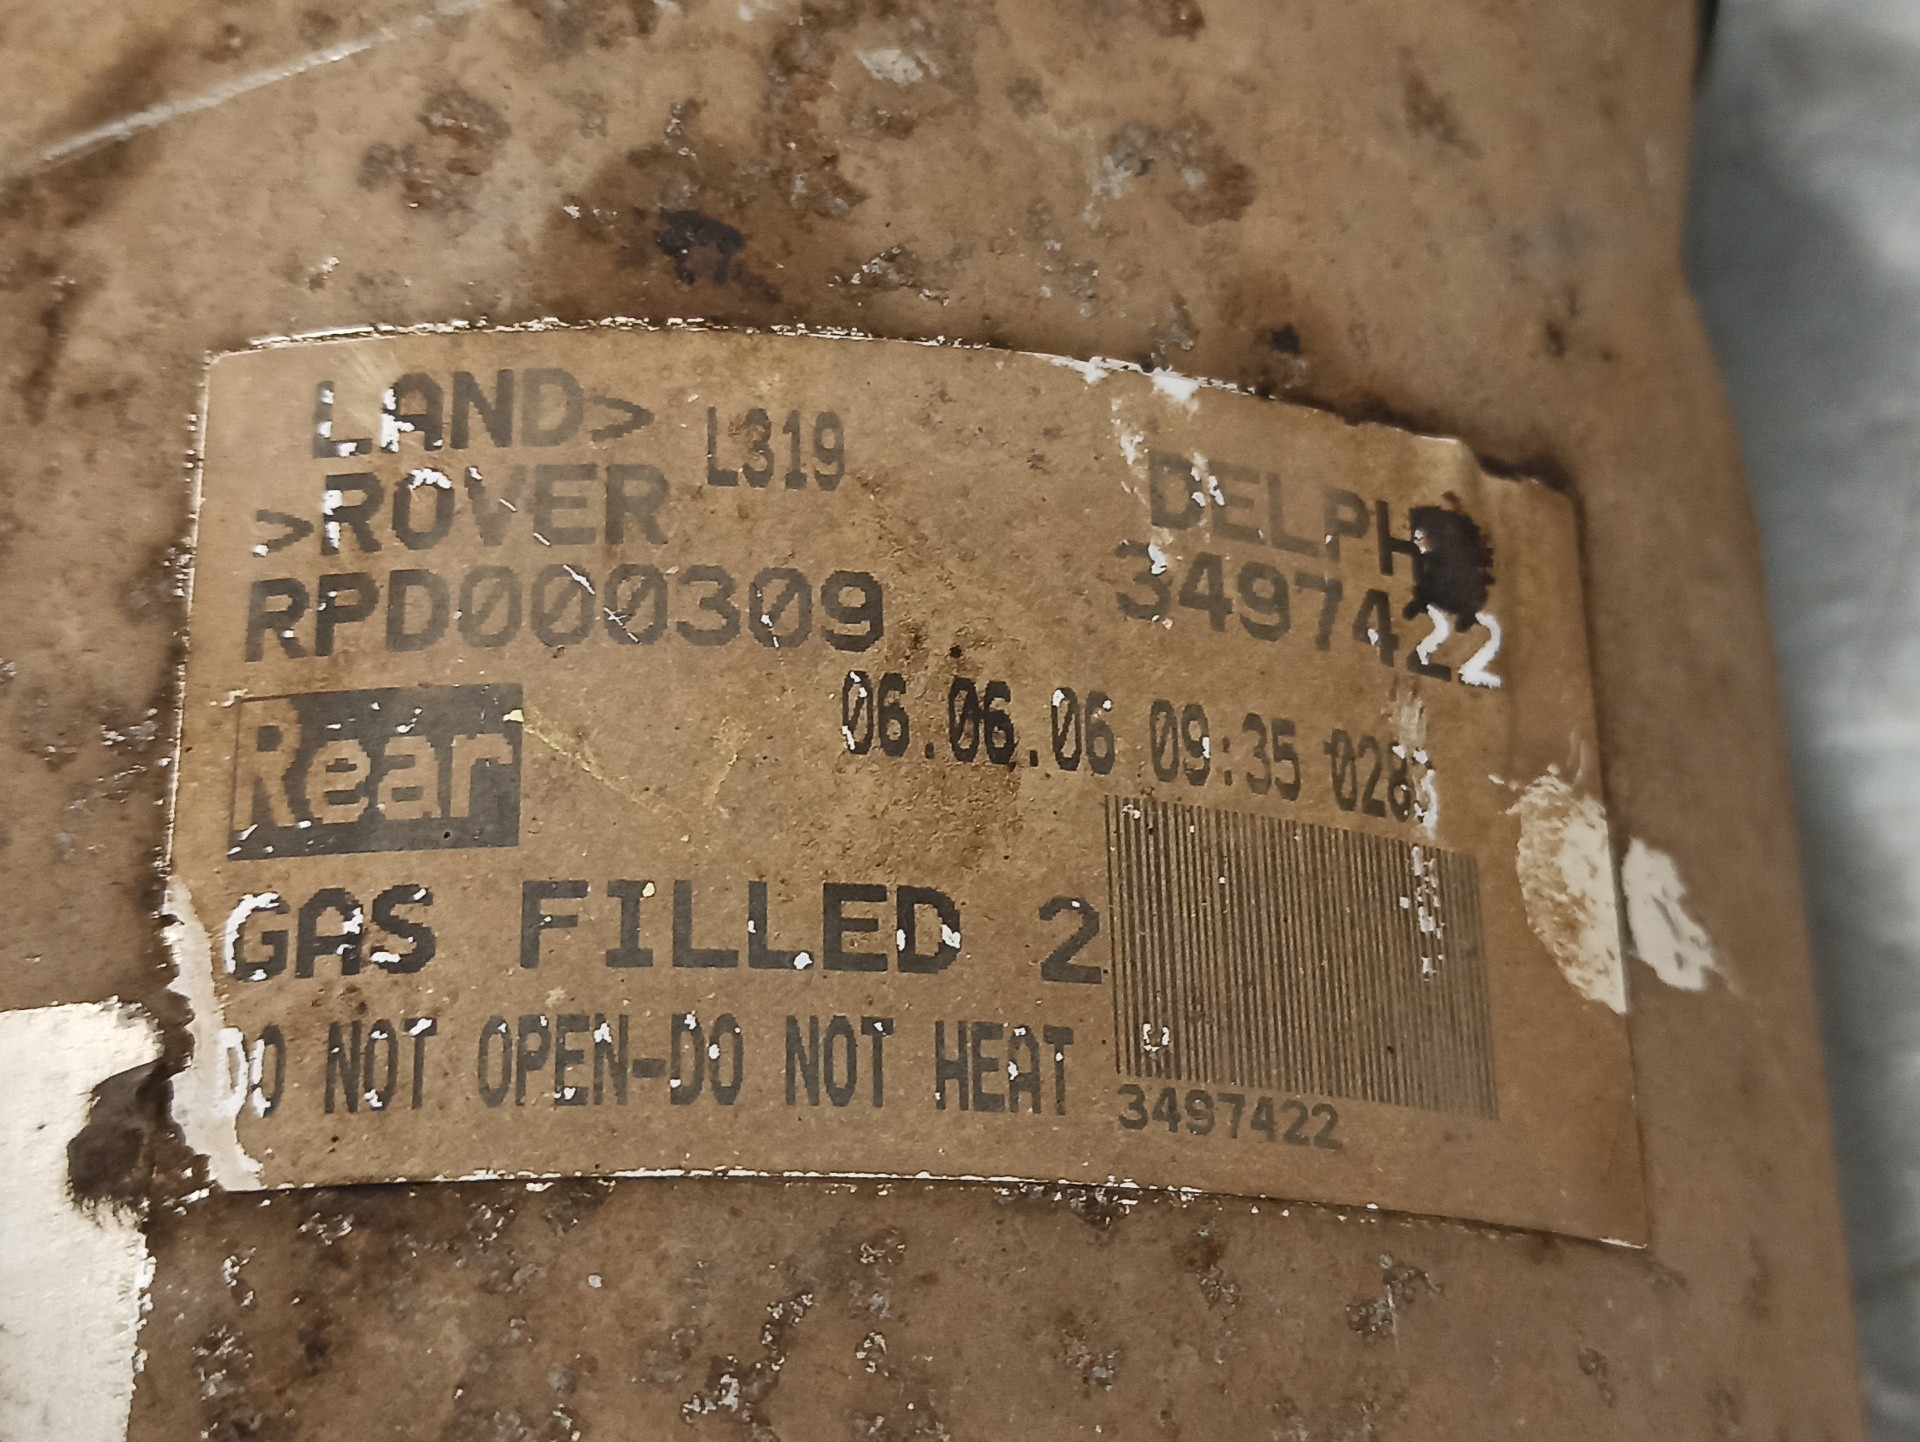 LAND>
>ROVER L319
RPD000309
DELPH
3497422
Rear
06.06.06 09:35
GAS FILLED 2
DO NOT OPEN-DO NOT HEAT
3497422